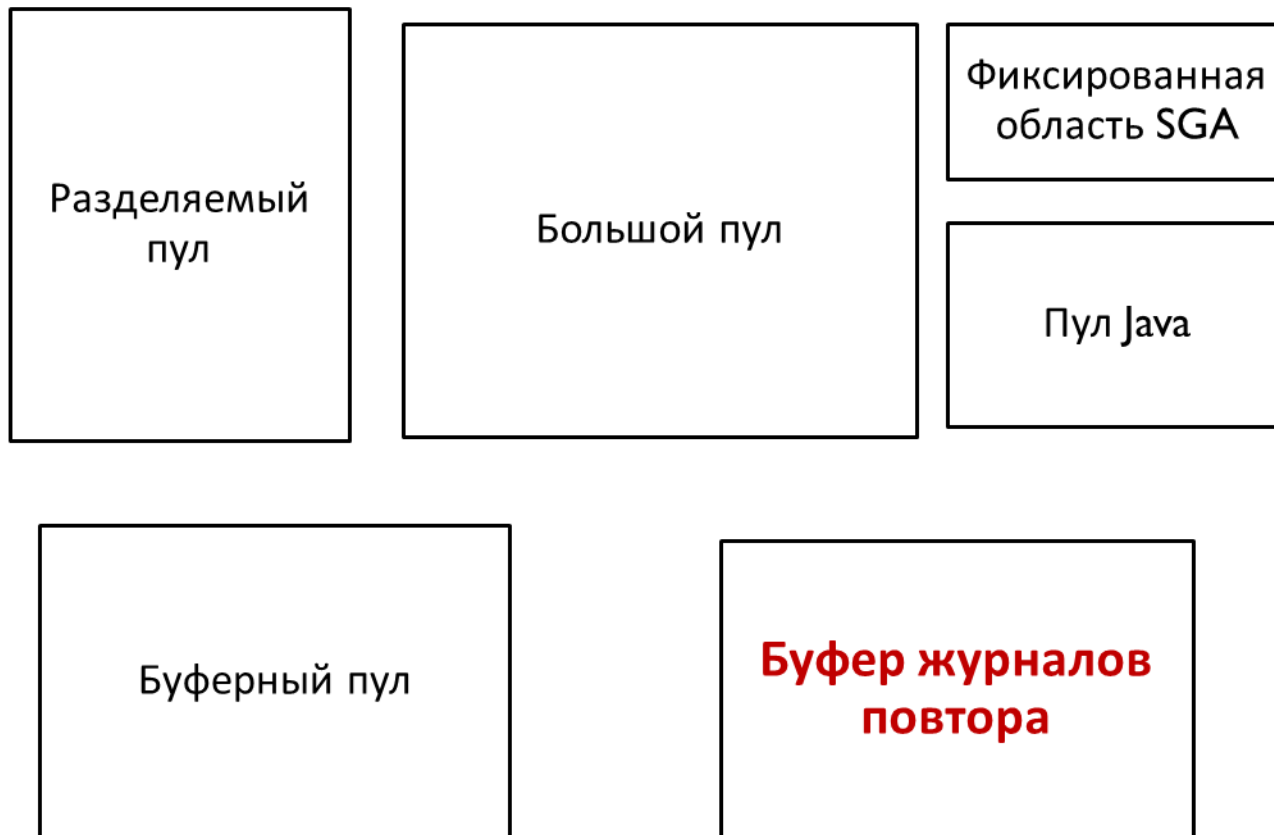 Разделяемый
пул
Большой пул
Фиксированная
область SGA
Пул Java
Буферный пул
Буфер журналов
повтора